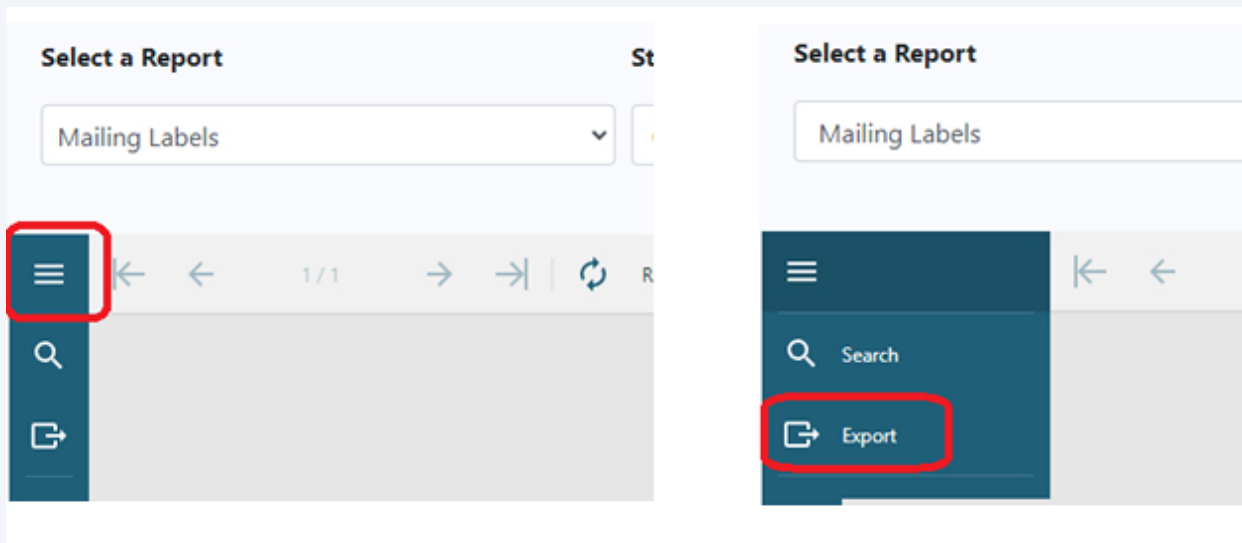 Select a Report
St
Mailing Labels
1 / 1
R
Select a Report
Mailing Labels
Search
Export